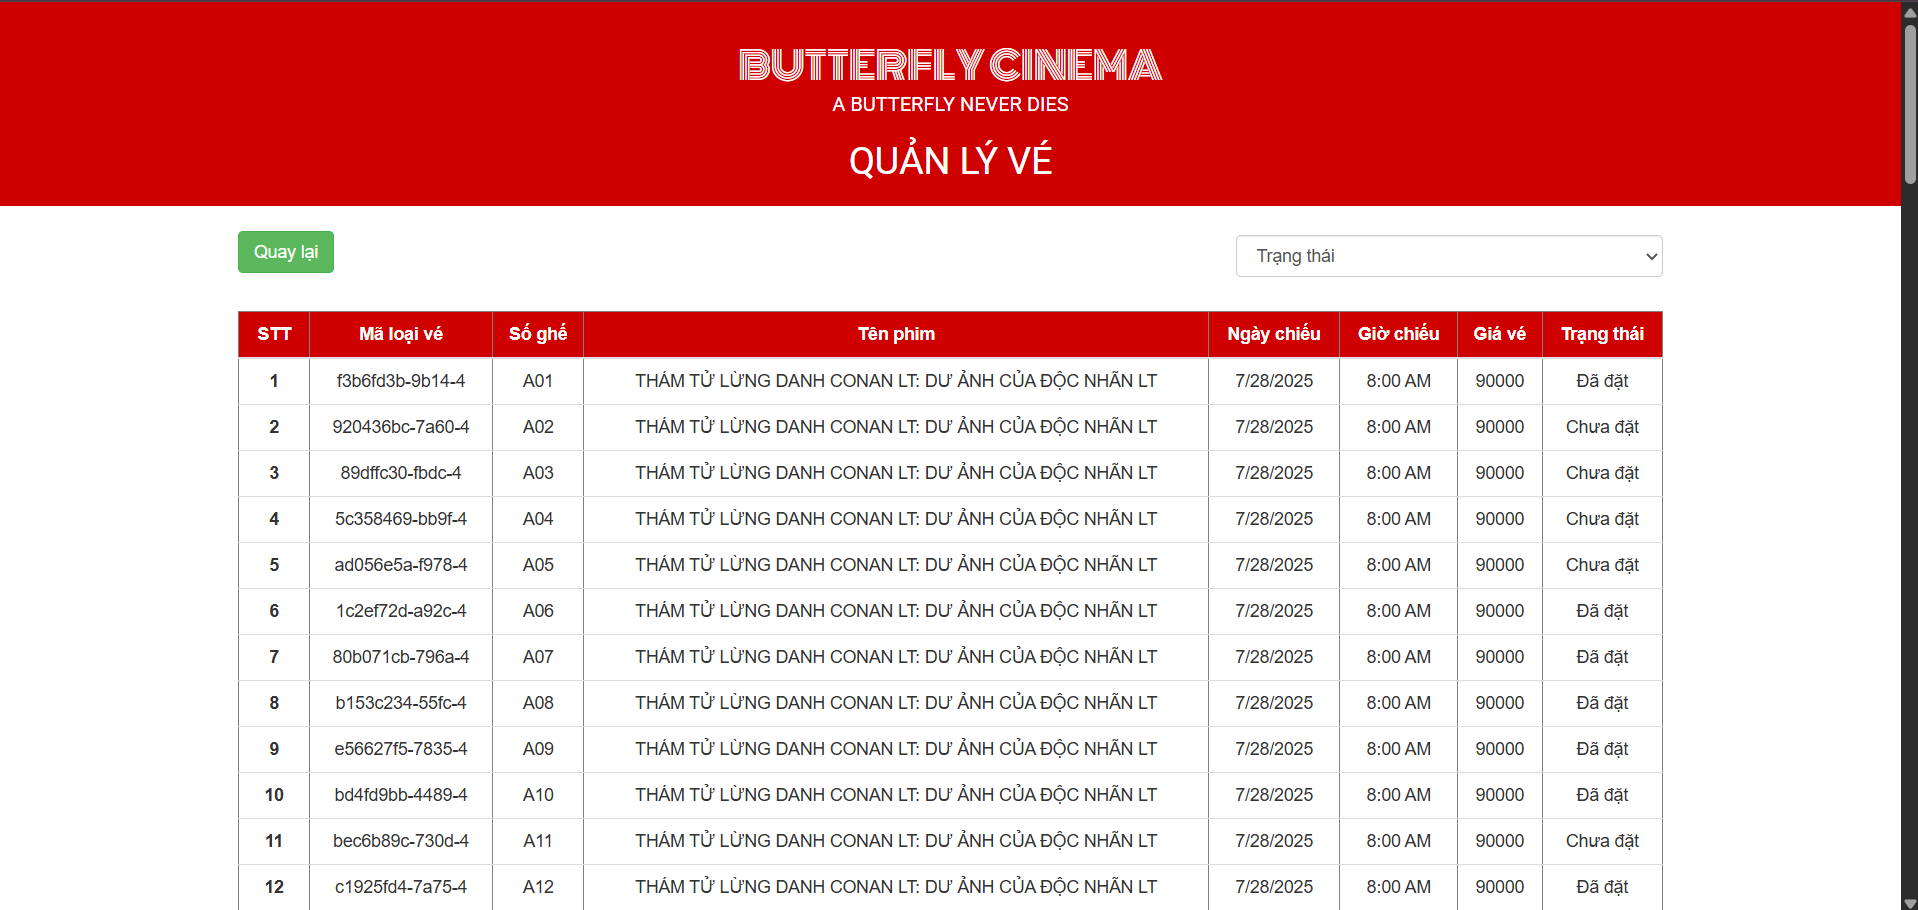 BUTTERFLY CINEMA
A BUTTERFLY NEVER DIES
QUẢN LÝ VÉ
Quay lại
Trạng thái
STT Mã loại vé Số ghế Tên phim Ngày chiếu Giờ chiếu Giá vé Trạng thái
1 f3b6fd3b-9b14-4 A01 THÁM TỬ LỪNG DANH CONAN LT: DƯ ẢNH CỦA ĐỘC NHÃN LT 7/28/2025 8:00 AM 90000 Đã đặt
2 920436bc-7a60-4 A02 THÁM TỬ LỪNG DANH CONAN LT: DƯ ẢNH CỦA ĐỘC NHÃN LT 7/28/2025 8:00 AM 90000 Chưa đặt
3 89dffc30-fbdc-4 A03 THÁM TỬ LỪNG DANH CONAN LT: DƯ ẢNH CỦA ĐỘC NHÃN LT 7/28/2025 8:00 AM 90000 Chưa đặt
4 5c358469-bb9f-4 A04 THÁM TỬ LỪNG DANH CONAN LT: DƯ ẢNH CỦA ĐỘC NHÃN LT 7/28/2025 8:00 AM 90000 Chưa đặt
5 ad056e5a-f978-4 A05 THÁM TỬ LỪNG DANH CONAN LT: DƯ ẢNH CỦA ĐỘC NHÃN LT 7/28/2025 8:00 AM 90000 Chưa đặt
6 1c2ef72d-a92c-4 A06 THÁM TỬ LỪNG DANH CONAN LT: DƯ ẢNH CỦA ĐỘC NHÃN LT 7/28/2025 8:00 AM 90000 Đã đặt
7 80b071cb-796a-4 A07 THÁM TỬ LỪNG DANH CONAN LT: DƯ ẢNH CỦA ĐỘC NHÃN LT 7/28/2025 8:00 AM 90000 Đã đặt
8 b153c234-55fc-4 A08 THÁM TỬ LỪNG DANH CONAN LT: DƯ ẢNH CỦA ĐỘC NHÃN LT 7/28/2025 8:00 AM 90000 Đã đặt
9 e56627f5-7835-4 A09 THÁM TỬ LỪNG DANH CONAN LT: DƯ ẢNH CỦA ĐỘC NHÃN LT 7/28/2025 8:00 AM 90000 Đã đặt
10 bd4fd9bb-4489-4 A10 THÁM TỬ LỪNG DANH CONAN LT: DƯ ẢNH CỦA ĐỘC NHÃN LT 7/28/2025 8:00 AM 90000 Đã đặt
11 bec6b89c-730d-4 A11 THÁM TỬ LỪNG DANH CONAN LT: DƯ ẢNH CỦA ĐỘC NHÃN LT 7/28/2025 8:00 AM 90000 Chưa đặt
12 c1925fd4-7a75-4 A12 THÁM TỬ LỪNG DANH CONAN LT: DƯ ẢNH CỦA ĐỘC NHÃN LT 7/28/2025 8:00 AM 90000 Đã đặt